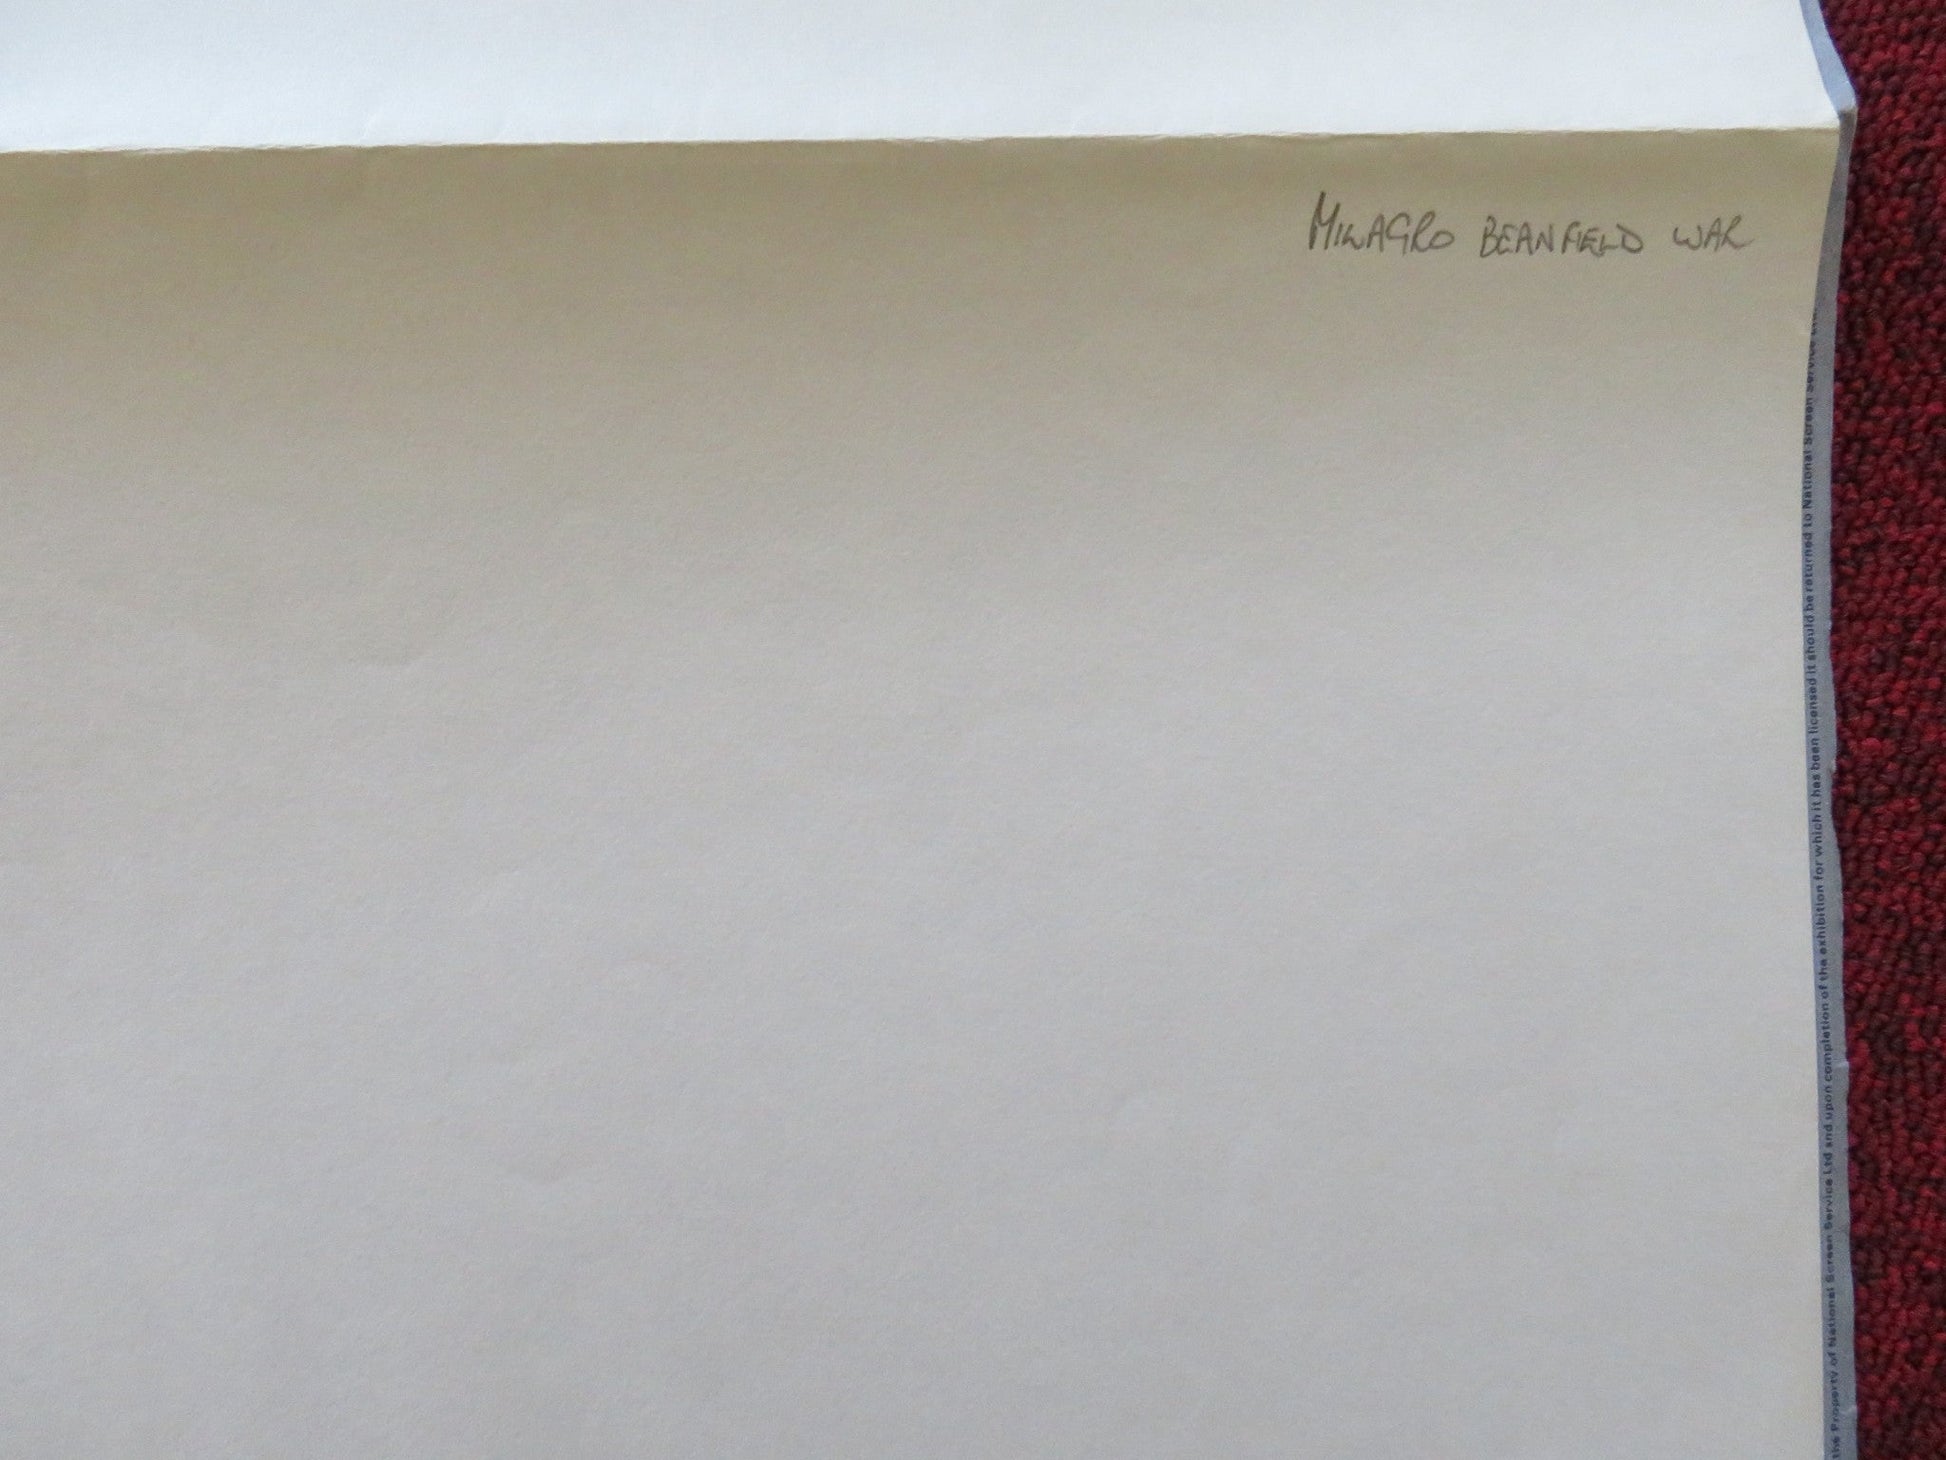 MILAGRO BEANFIELD WAR
the Property of National Screen Service Ltd and upon completion of the exhibition for which it has been licensed it should be returned to National Screen Service